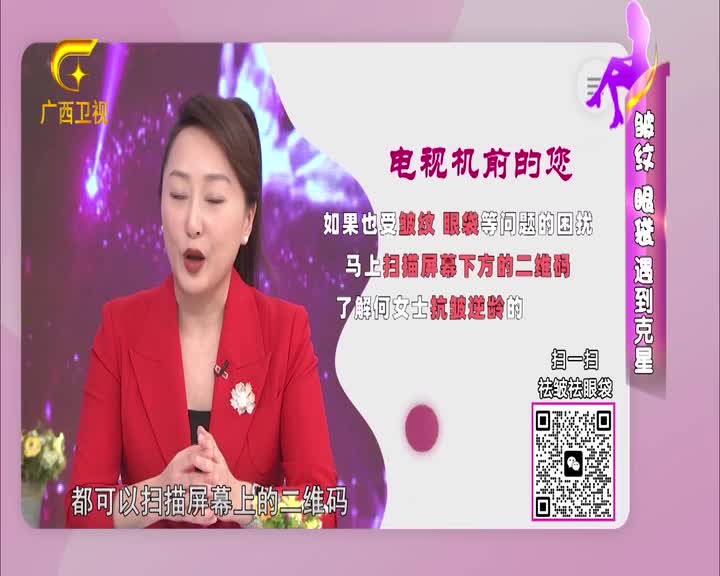 广西卫视
电视机前的您
如果也受皱纹 眼袋等问题的困扰
马上扫描屏幕下方的二维码
了解何女士抗皱逆龄的
扫一扫
祛皱祛眼袋
皱纹 眼袋 遇到克星
都可以扫描屏幕上的二维码